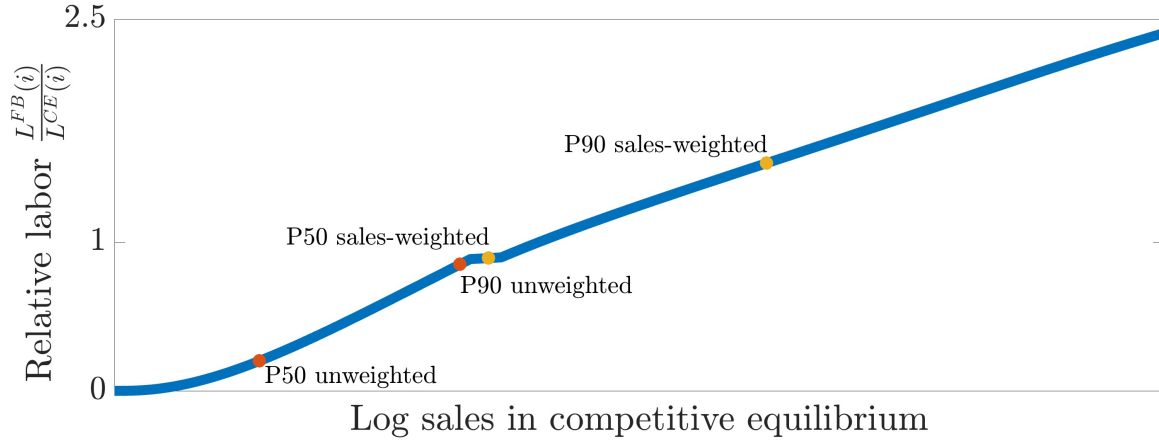 2.5
Relative labor L^{FB}(i) / L^{CE}(i)
P90 sales-weighted
P50 sales-weighted
1
P90 unweighted
P50 unweighted
0
Log sales in competitive equilibrium